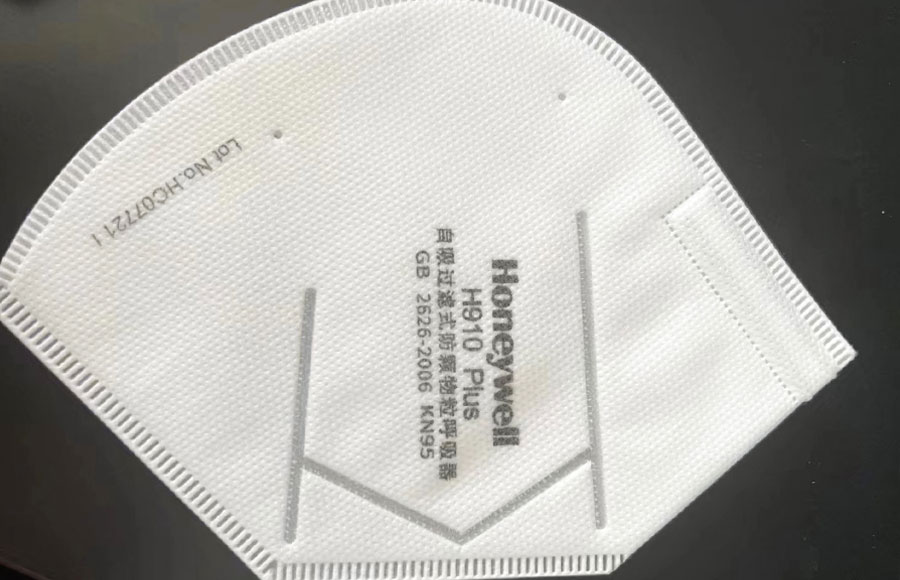 Honeywell
H910 Plus
自吸过滤式防颗物粒呼吸器
GB 2626-2006 KN95
Lot No.HC07721 I